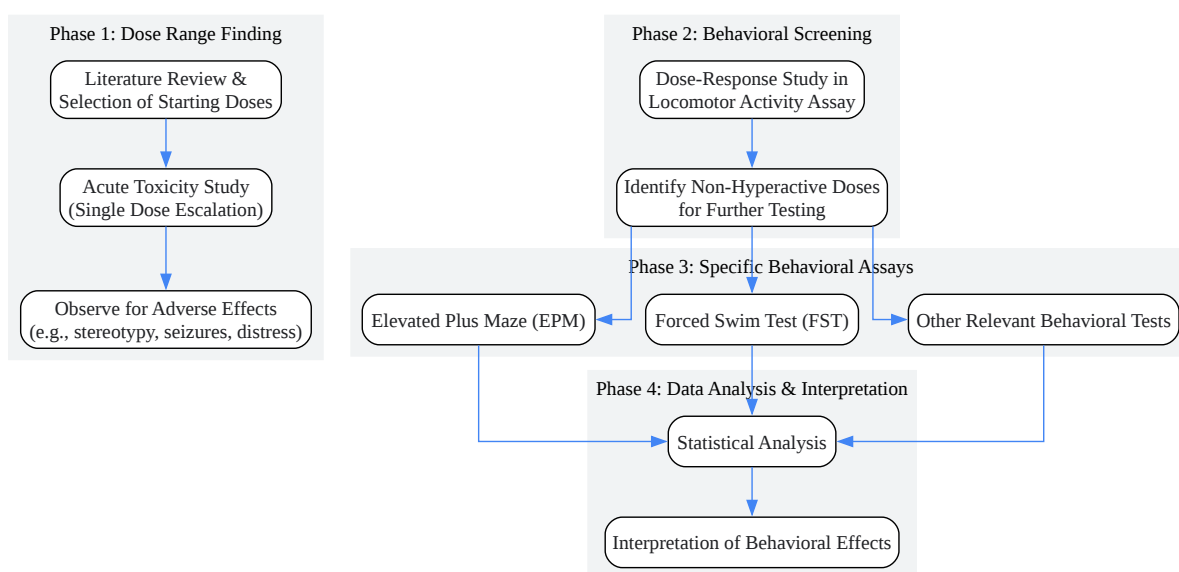 Phase 1: Dose Range Finding
Literature Review &
Selection of Starting Doses
Acute Toxicity Study
(Single Dose Escalation)
Observe for Adverse Effects
(e.g., stereotypy, seizures, distress)
Phase 2: Behavioral Screening
Dose-Response Study in
Locomotor Activity Assay
Identify Non-Hyperactive Doses
for Further Testing
Phase 3: Specific Behavioral Assays
Elevated Plus Maze (EPM)
Forced Swim Test (FST)
Other Relevant Behavioral Tests
Phase 4: Data Analysis & Interpretation
Statistical Analysis
Interpretation of Behavioral Effects